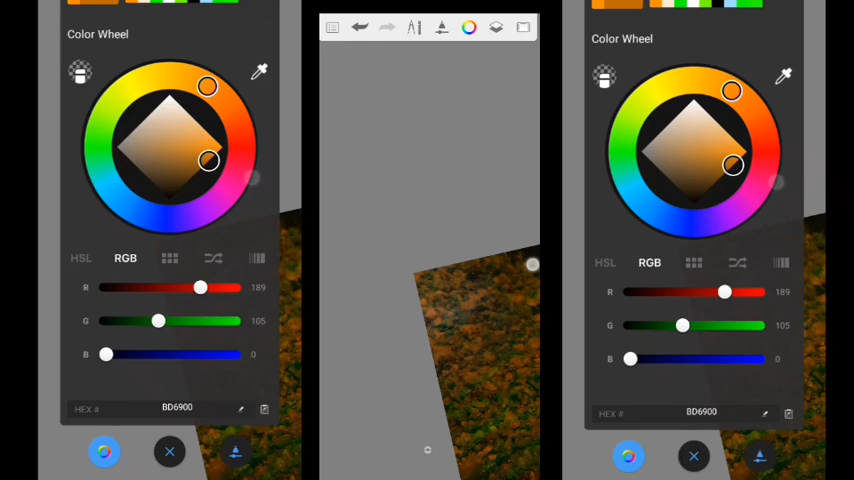 Color Wheel
HSL RGB
R 189
G 105
B 0
HEX # BD6900
Color Wheel
HSL RGB
R 189
G 105
B 0
HEX # BD6900